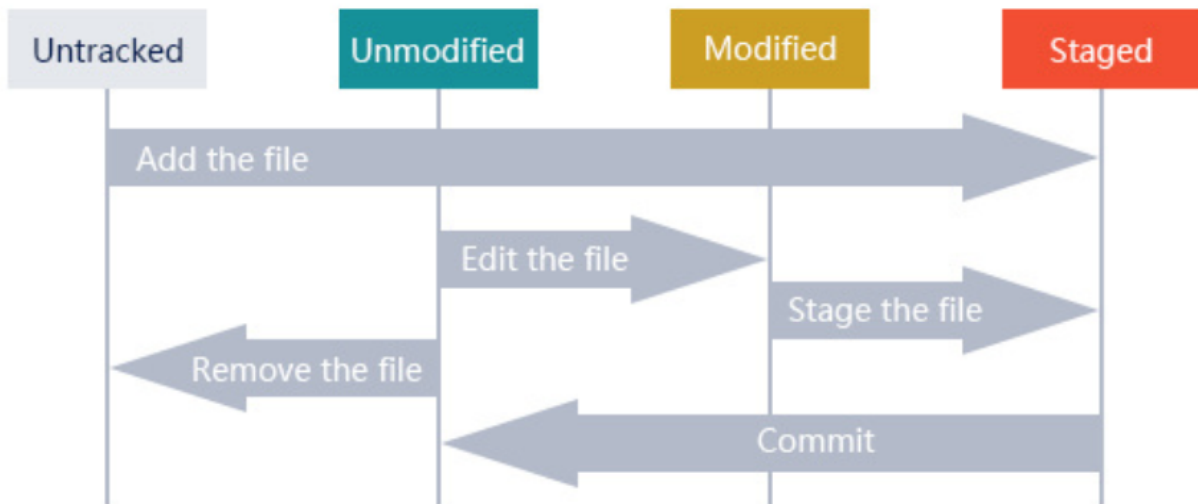 Untracked
Unmodified
Modified
Staged
Add the file
Edit the file
Stage the file
Remove the file
Commit